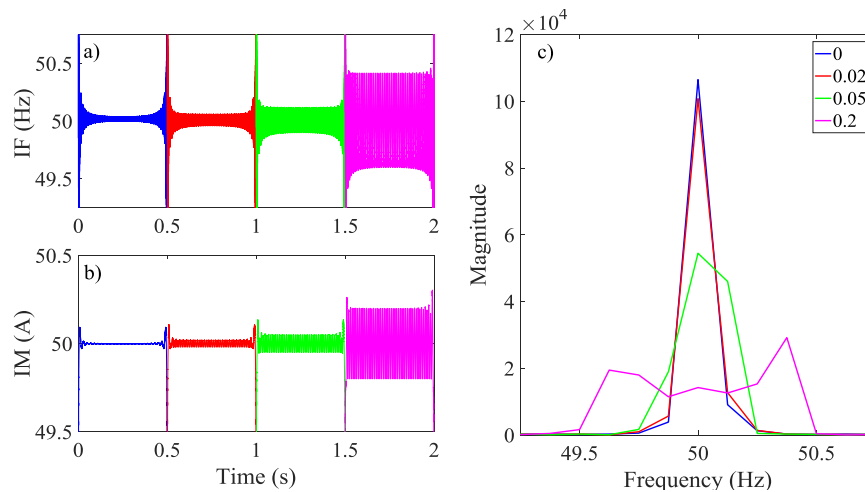 a)
IF (Hz)
50.5
50
49.5
0 0.5 1 1.5 2
b)
IM (A)
50.5
50
49.5
0 0.5 1 1.5 2
Time (s)
×10⁴
c)
Magnitude
12
10
8
6
4
2
0
49.5 50 50.5
Frequency (Hz)
0
0.02
0.05
0.2